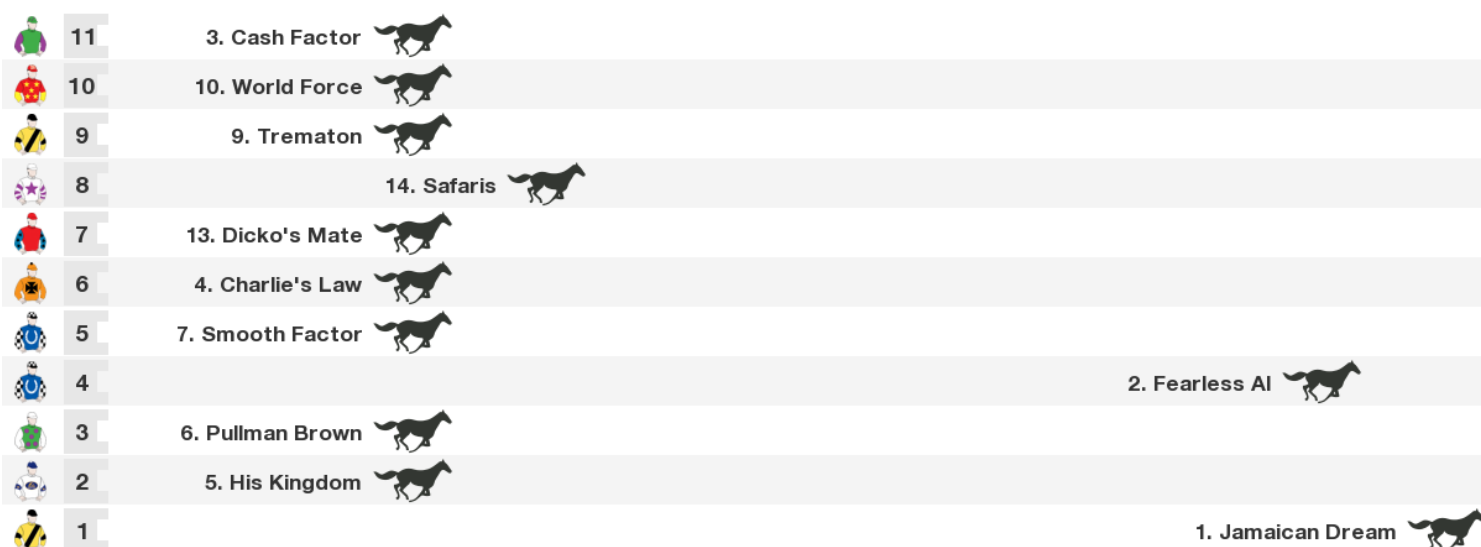 11 3. Cash Factor
10 10. World Force
9 9. Trematon
8 14. Safaris
7 13. Dicko's Mate
6 4. Charlie's Law
5 7. Smooth Factor
4 2. Fearless Al
3 6. Pullman Brown
2 5. His Kingdom
1 1. Jamaican Dream